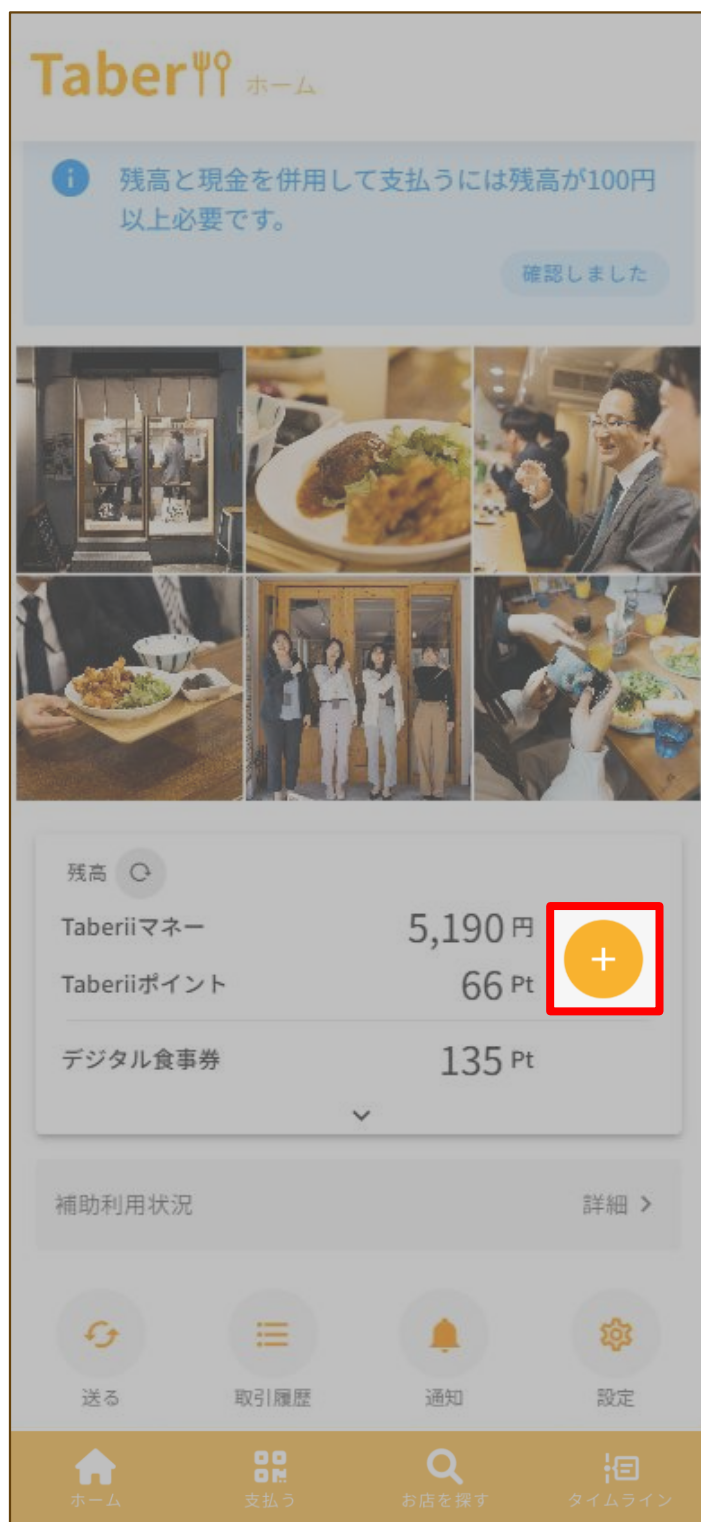 Taberii ホーム
残高と現金を併用して支払うには残高が100円
以上必要です。
確認しました
残高
Taberiiマネー 5,190 円
Taberiiポイント 66 Pt
デジタル食事券 135 Pt
補助利用状況 詳細
送る 取引履歴 通知 設定
ホーム 支払う お店を探す タイムライン